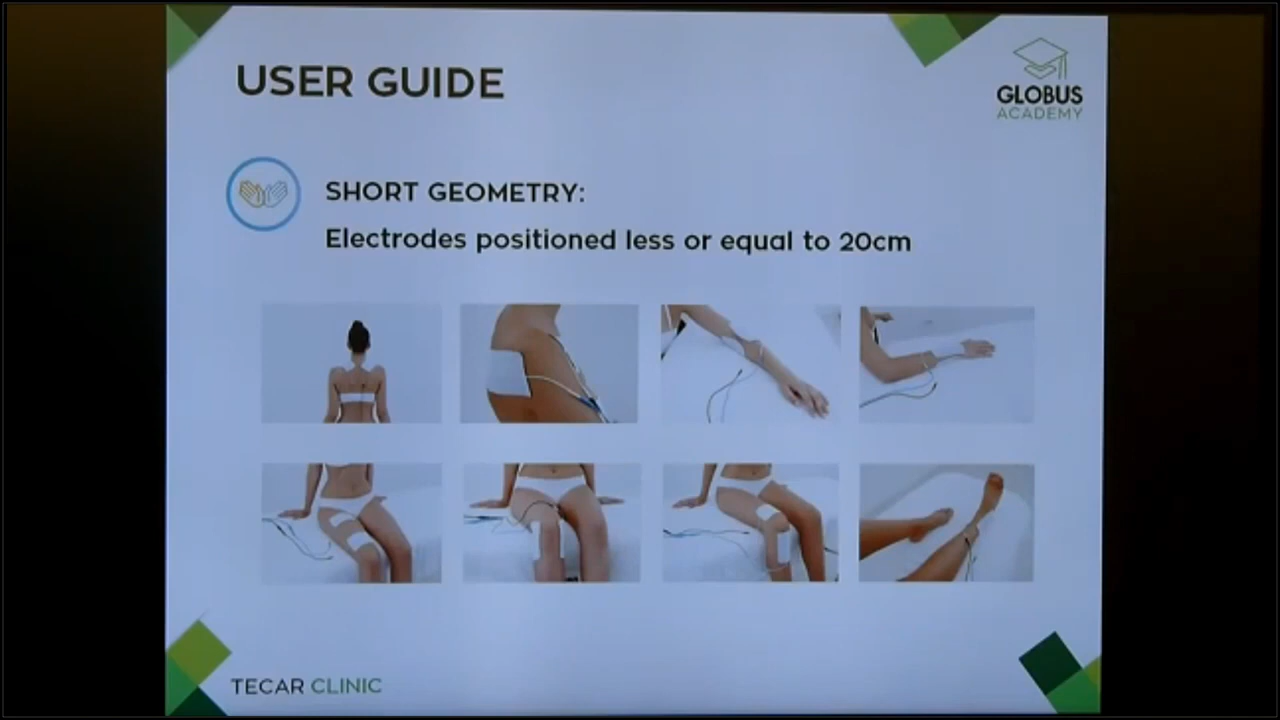 USER GUIDE
GLOBUS
ACADEMY
SHORT GEOMETRY:
Electrodes positioned less or equal to 20cm
TECAR CLINIC